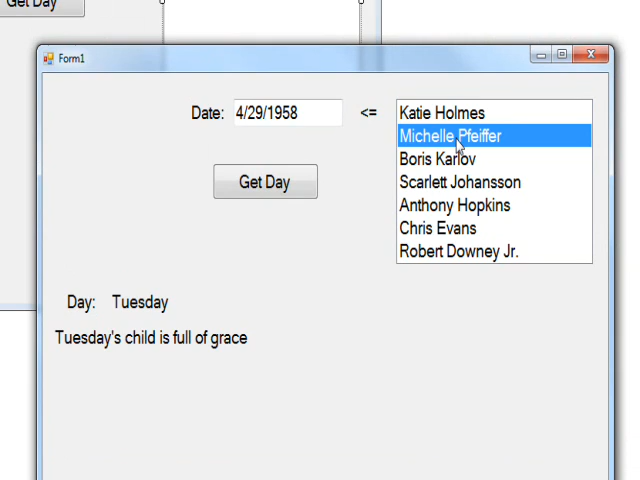 Get Day
Form1
Date: 4/29/1958 <=
Katie Holmes
Michelle Pfeiffer
Boris Karlov
Scarlett Johansson
Anthony Hopkins
Chris Evans
Robert Downey Jr.
Get Day
Day: Tuesday
Tuesday's child is full of grace